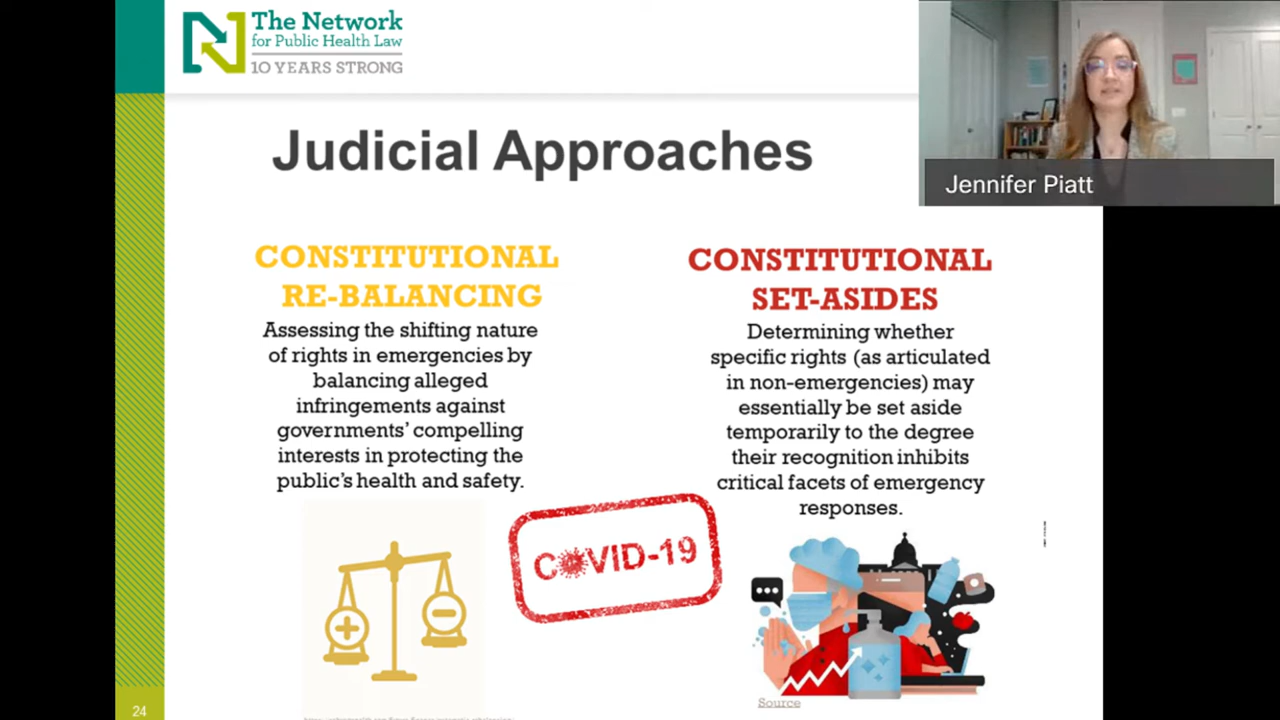 The Network
for Public Health Law
10 YEARS STRONG
Jennifer Piatt
Judicial Approaches
CONSTITUTIONAL
RE-BALANCING
Assessing the shifting nature
of rights in emergencies by
balancing alleged
infringements against
governments' compelling
interests in protecting the
public's health and safety.
CONSTITUTIONAL
SET-ASIDES
Determining whether
specific rights (as articulated
in non-emergencies) may
essentially be set aside
temporarily to the degree
their recognition inhibits
critical facets of emergency
responses.
COVID-19
Source
24